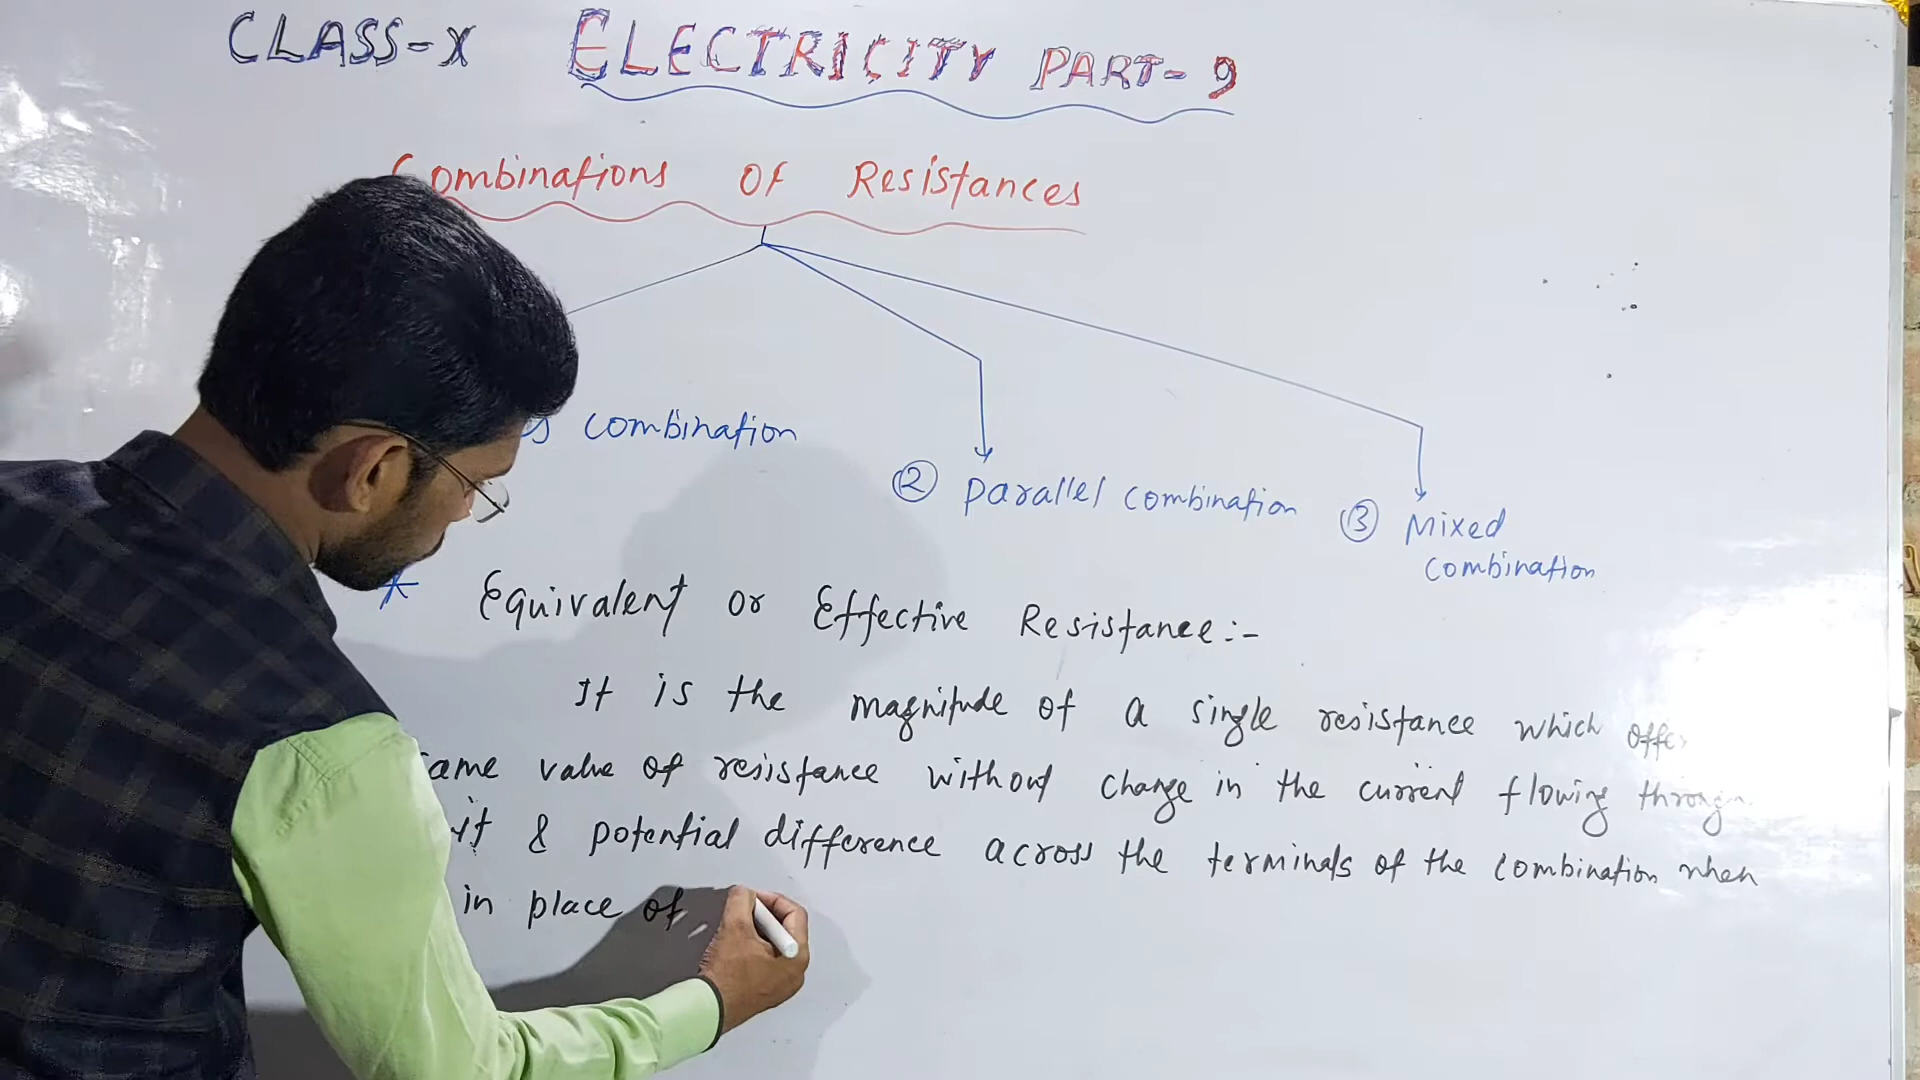 CLASS-X ELECTRICITY PART-9
Combinations Of Resistances
combination
② Parallel combination
③ Mixed
combination
* Equivalent or Effective Resistance:-
It is the magnitude of a single resistance which
value of resistance without change in the current flowing through
it & potential difference across the terminals of the combination when
in place of